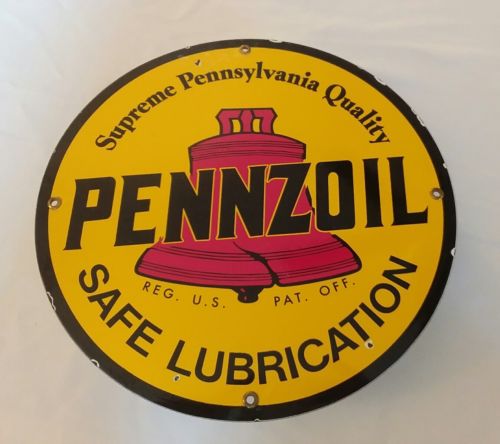 Supreme Pennsylvania Quality
PENNZOIL
REG. U.S. PAT. OFF.
SAFE LUBRICATION